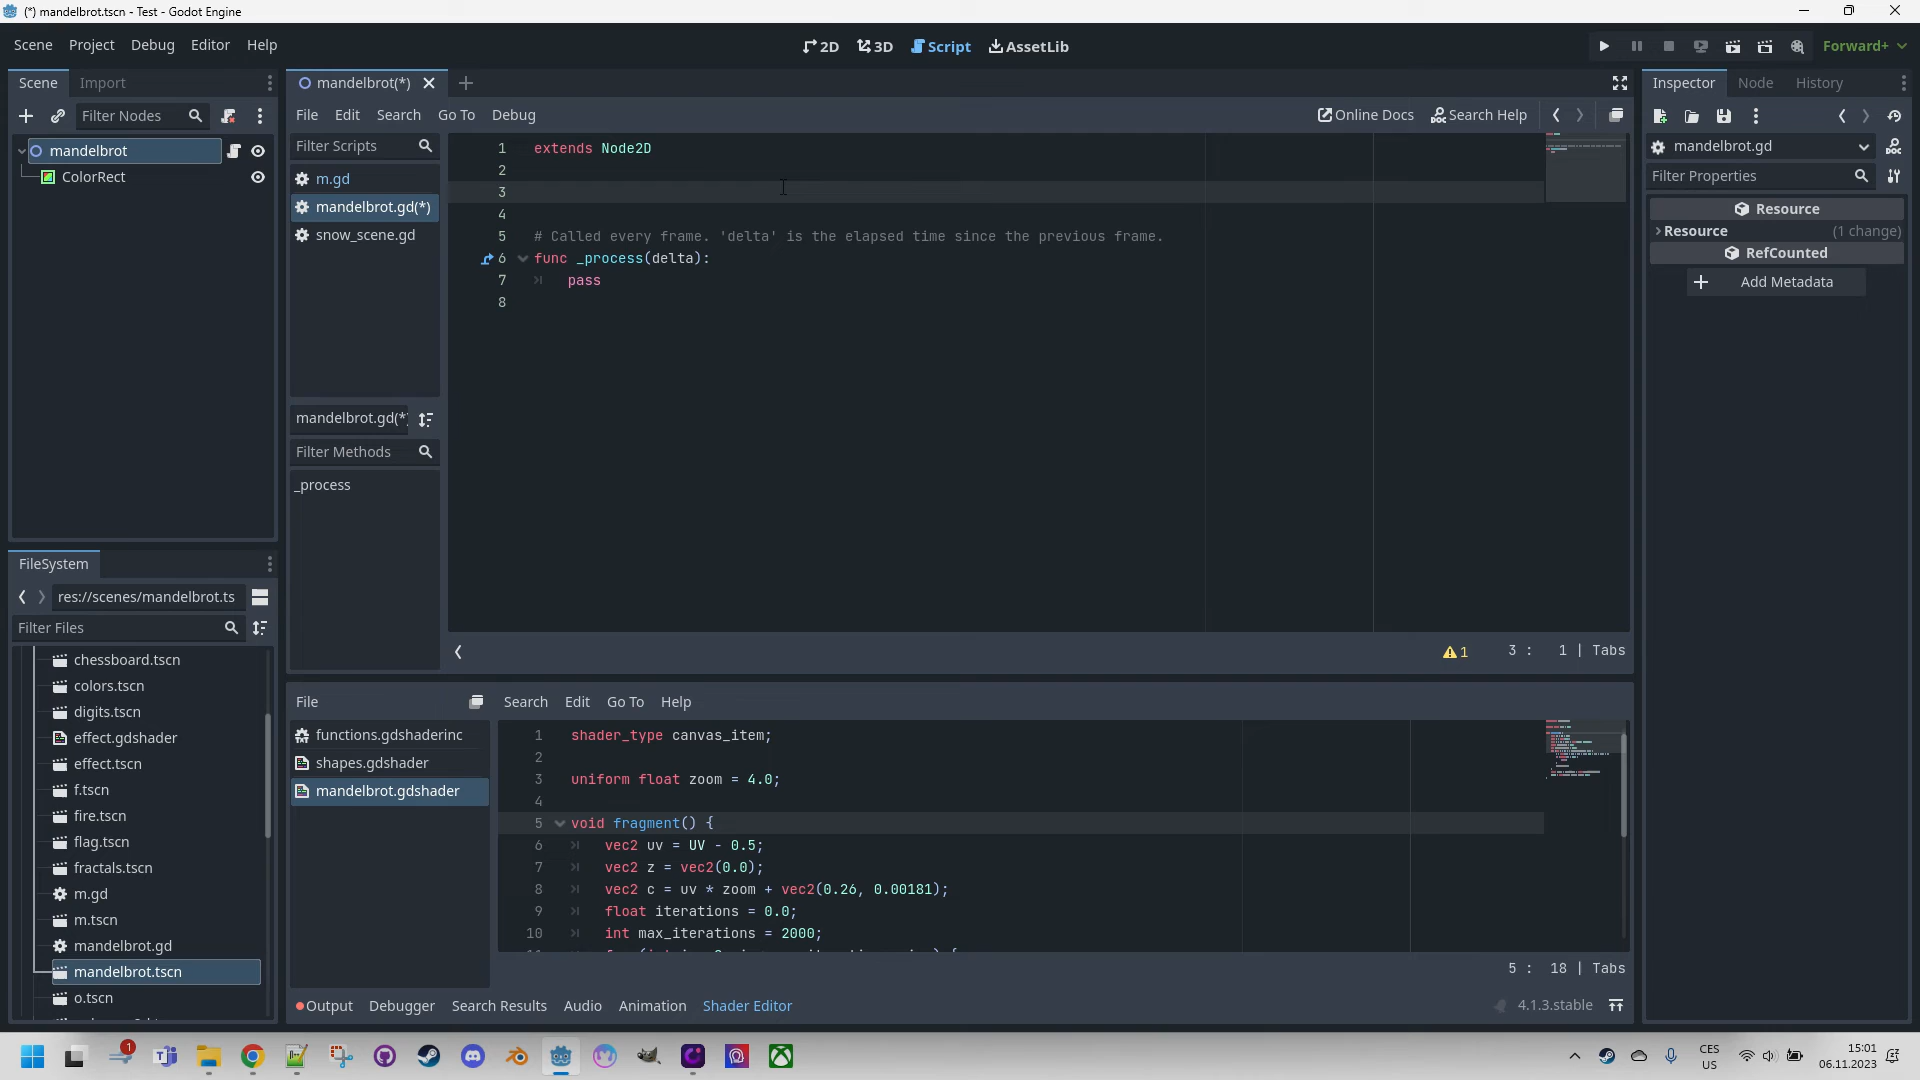 (*) mandelbrot.tscn - Test - Godot Engine
Scene Project Debug Editor Help
2D 3D Script AssetLib
Forward+
Scene Import
Filter Nodes
mandelbrot
ColorRect
mandelbrot(*)
File Edit Search Go To Debug
Online Docs Search Help
Filter Scripts
m.gd
mandelbrot.gd(*)
snow_scene.gd
mandelbrot.gd(*)
Filter Methods
_process
1 extends Node2D
2
3
4
5 # Called every frame. 'delta' is the elapsed time since the previous frame.
6 func _process(delta):
7 pass
8
1 3 : 1 | Tabs
Inspector Node History
mandelbrot.gd
Filter Properties
Resource
Resource (1 change)
RefCounted
Add Metadata
FileSystem
res://scenes/mandelbrot.ts
Filter Files
chessboard.tscn
colors.tscn
digits.tscn
effect.gdshader
effect.tscn
f.tscn
fire.tscn
flag.tscn
fractals.tscn
m.gd
m.tscn
mandelbrot.gd
mandelbrot.tscn
o.tscn
File Search Edit Go To Help
functions.gdshaderinc
shapes.gdshader
mandelbrot.gdshader
1 shader_type canvas_item;
2
3 uniform float zoom = 4.0;
4
5 void fragment() {
6 vec2 uv = UV - 0.5;
7 vec2 z = vec2(0.0);
8 vec2 c = uv * zoom + vec2(0.26, 0.00181);
9 float iterations = 0.0;
10 int max_iterations = 2000;
5 : 18 | Tabs
Output Debugger Search Results Audio Animation Shader Editor
4.1.3.stable
1
CES
US
15:01
06.11.2023